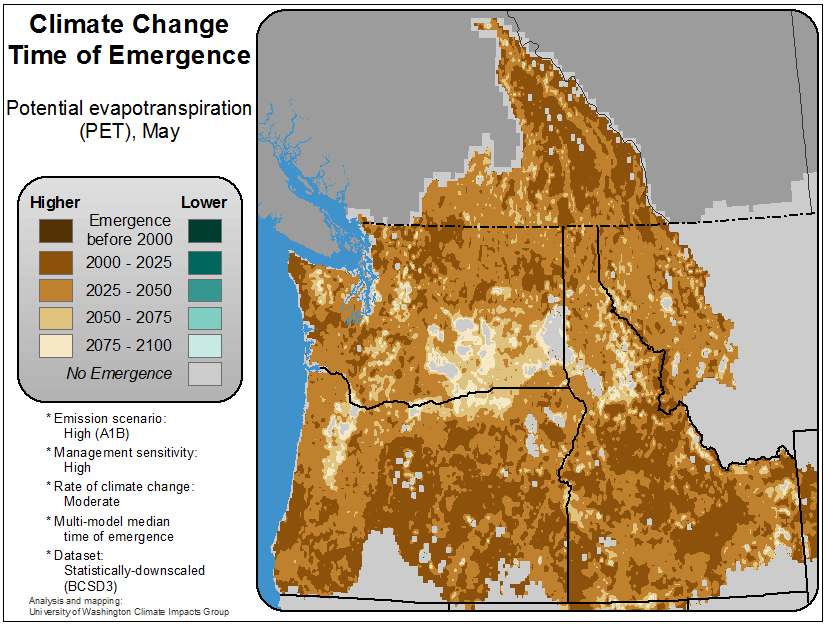 Climate Change
Time of Emergence
Potential evapotranspiration
(PET), May
Higher
Lower
Emergence
before 2000
2000 - 2025
2025 - 2050
2050 - 2075
2075 - 2100
No Emergence
* Emission scenario:
High (A1B)
* Management sensitivity:
High
* Rate of climate change:
Moderate
* Multi-model median
time of emergence
* Dataset:
Statistically-downscaled
(BCSD3)
Analysis and mapping:
University of Washington Climate Impacts Group